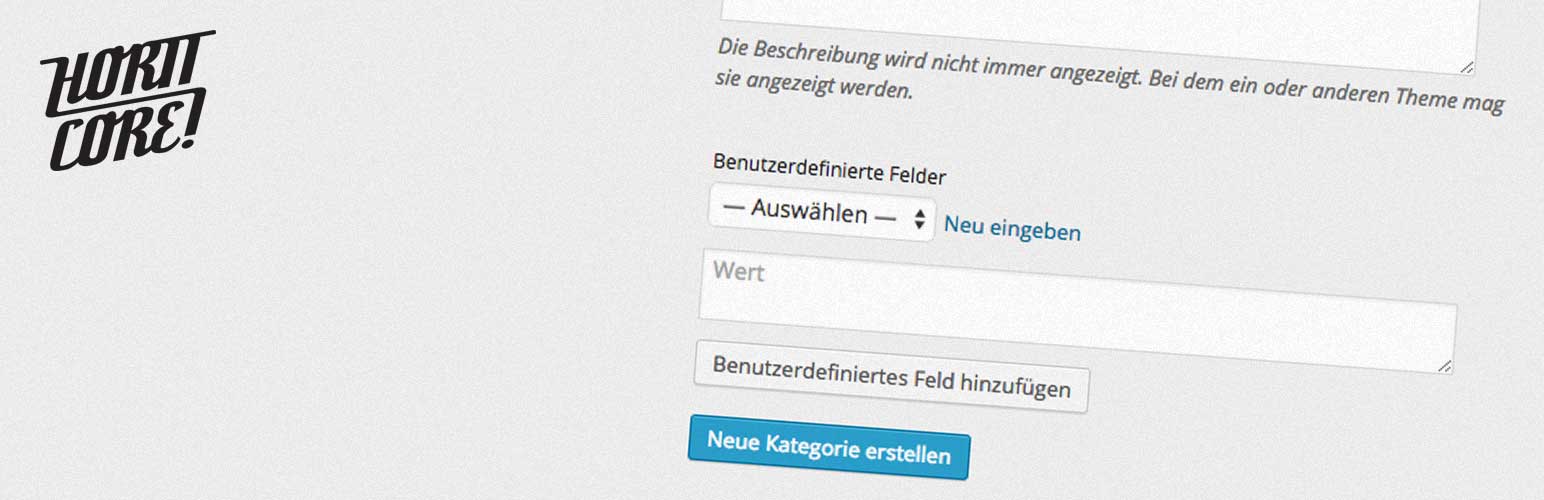 HORN
CORE!
Die Beschreibung wird nicht immer angezeigt. Bei dem ein oder anderen Theme mag
sie angezeigt werden.
Benutzerdefinierte Felder
— Auswählen —
Neu eingeben
Wert
Benutzerdefiniertes Feld hinzufügen
Neue Kategorie erstellen